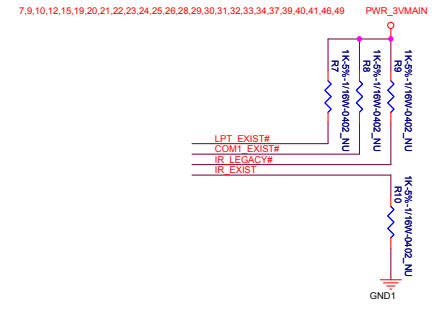 7,9,10,12,15,19,20,21,22,23,24,25,26,28,29,30,31,32,33,34,37,39,40,41,46,49 PWR_3VMAIN
1K-5%-1/16W-0402_NU
R7
1K-5%-1/16W-0402_NU
R8
1K-5%-1/16W-0402_NU
R9
LPT_EXIST#
COM1_EXIST#
IR_LEGACY#
IR_EXIST
1K-5%-1/16W-0402_NU
R10
GND1